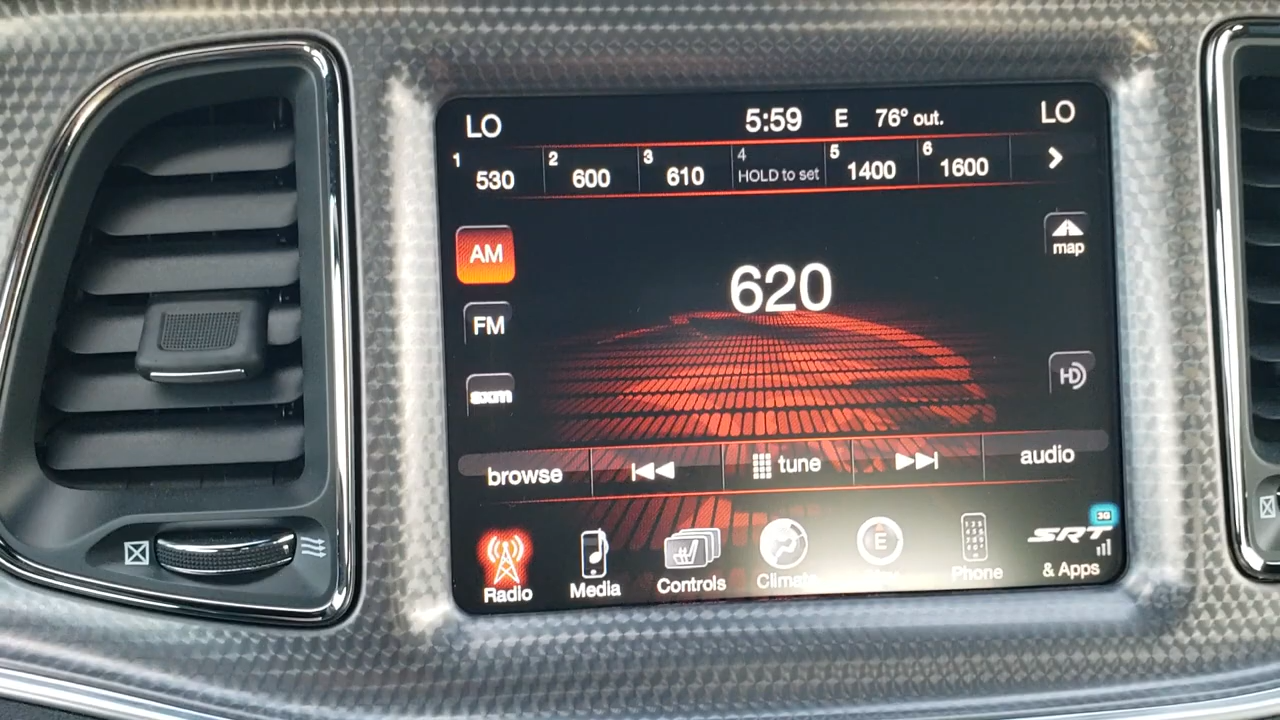 LO 5:59 E 76° out. LO
1 530 2 600 3 610 4 HOLD to set 5 1400 6 1600
AM
620
map
FM
HD
sxm
browse tune audio
E 3G SRT
Radio Media Controls Climate Phone & Apps